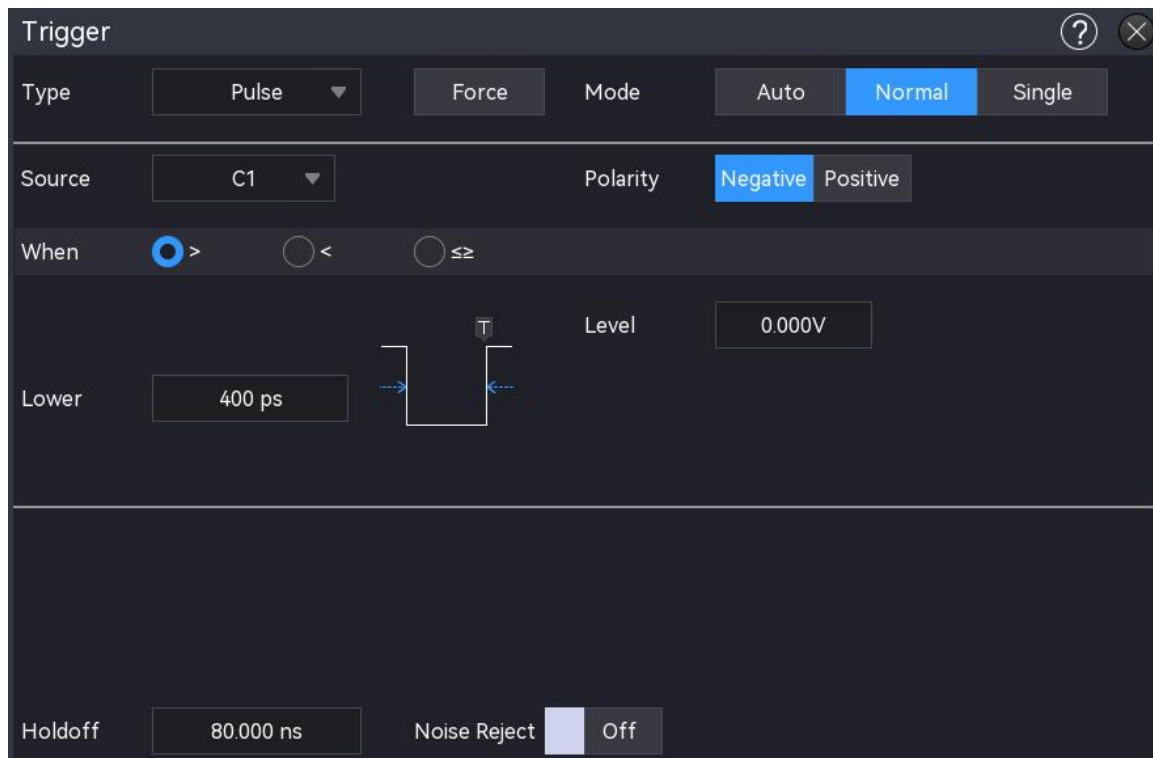 Trigger ?
Type Pulse Force Mode Auto Normal Single
Source C1 Polarity Negative Positive
When > < ≤≥
T Level 0.000V
Lower 400 ps
Holdoff 80.000 ns Noise Reject Off